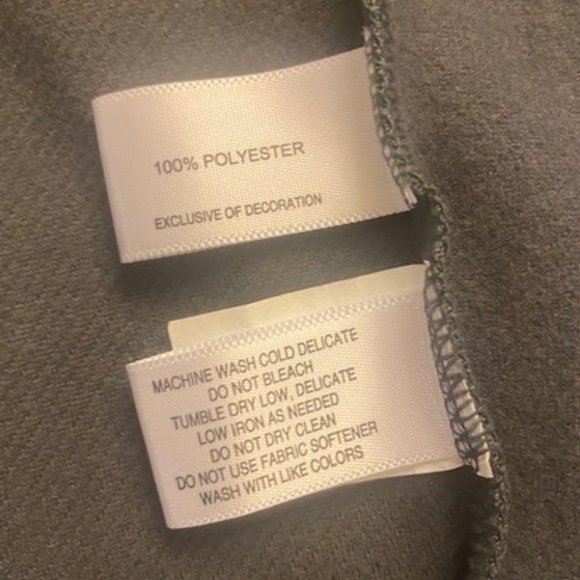 100% POLYESTER
EXCLUSIVE OF DECORATION
MACHINE WASH COLD DELICATE
DO NOT BLEACH
TUMBLE DRY LOW, DELICATE
LOW IRON AS NEEDED
DO NOT DRY CLEAN
DO NOT USE FABRIC SOFTENER
WASH WITH LIKE COLORS